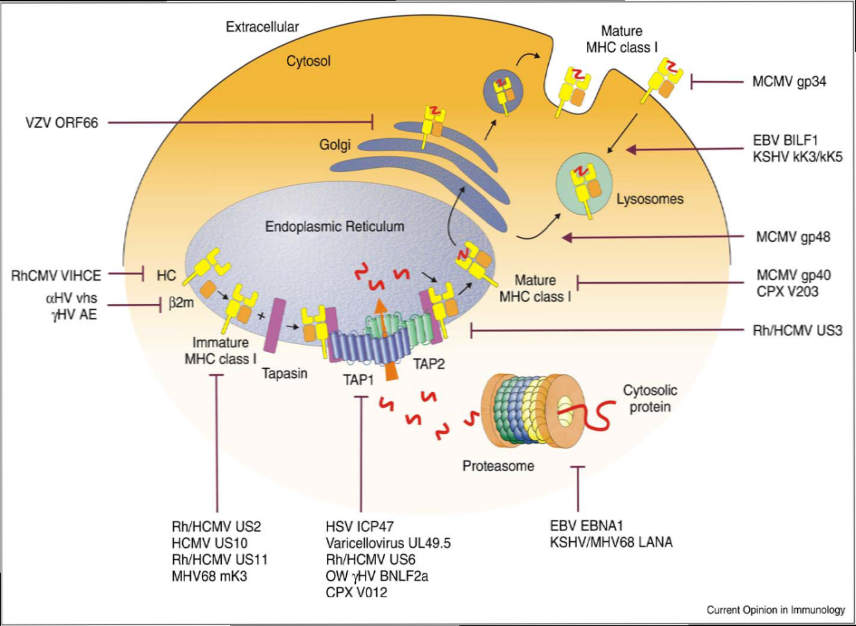 Extracellular
Cytosol
Mature
MHC class I
MCMV gp34
VZV ORF66
Golgi
EBV BILF1
KSHV kK3/kK5
Lysosomes
Endoplasmic Reticulum
MCMV gp48
RhCMV VIHCE
HC
αHV vhs
γHV AE
β2m
Mature
MHC class I
MCMV gp40
CPX V203
Rh/HCMV US3
+
Immature
MHC class I
Tapasin
TAP1
TAP2
Cytosolic
protein
Proteasome
Rh/HCMV US2
HCMV US10
Rh/HCMV US11
MHV68 mK3
HSV ICP47
Varicellovirus UL49.5
Rh/HCMV US6
OW γHV BNLF2a
CPX V012
EBV EBNA1
KSHV/MHV68 LANA
Current Opinion in Immunology